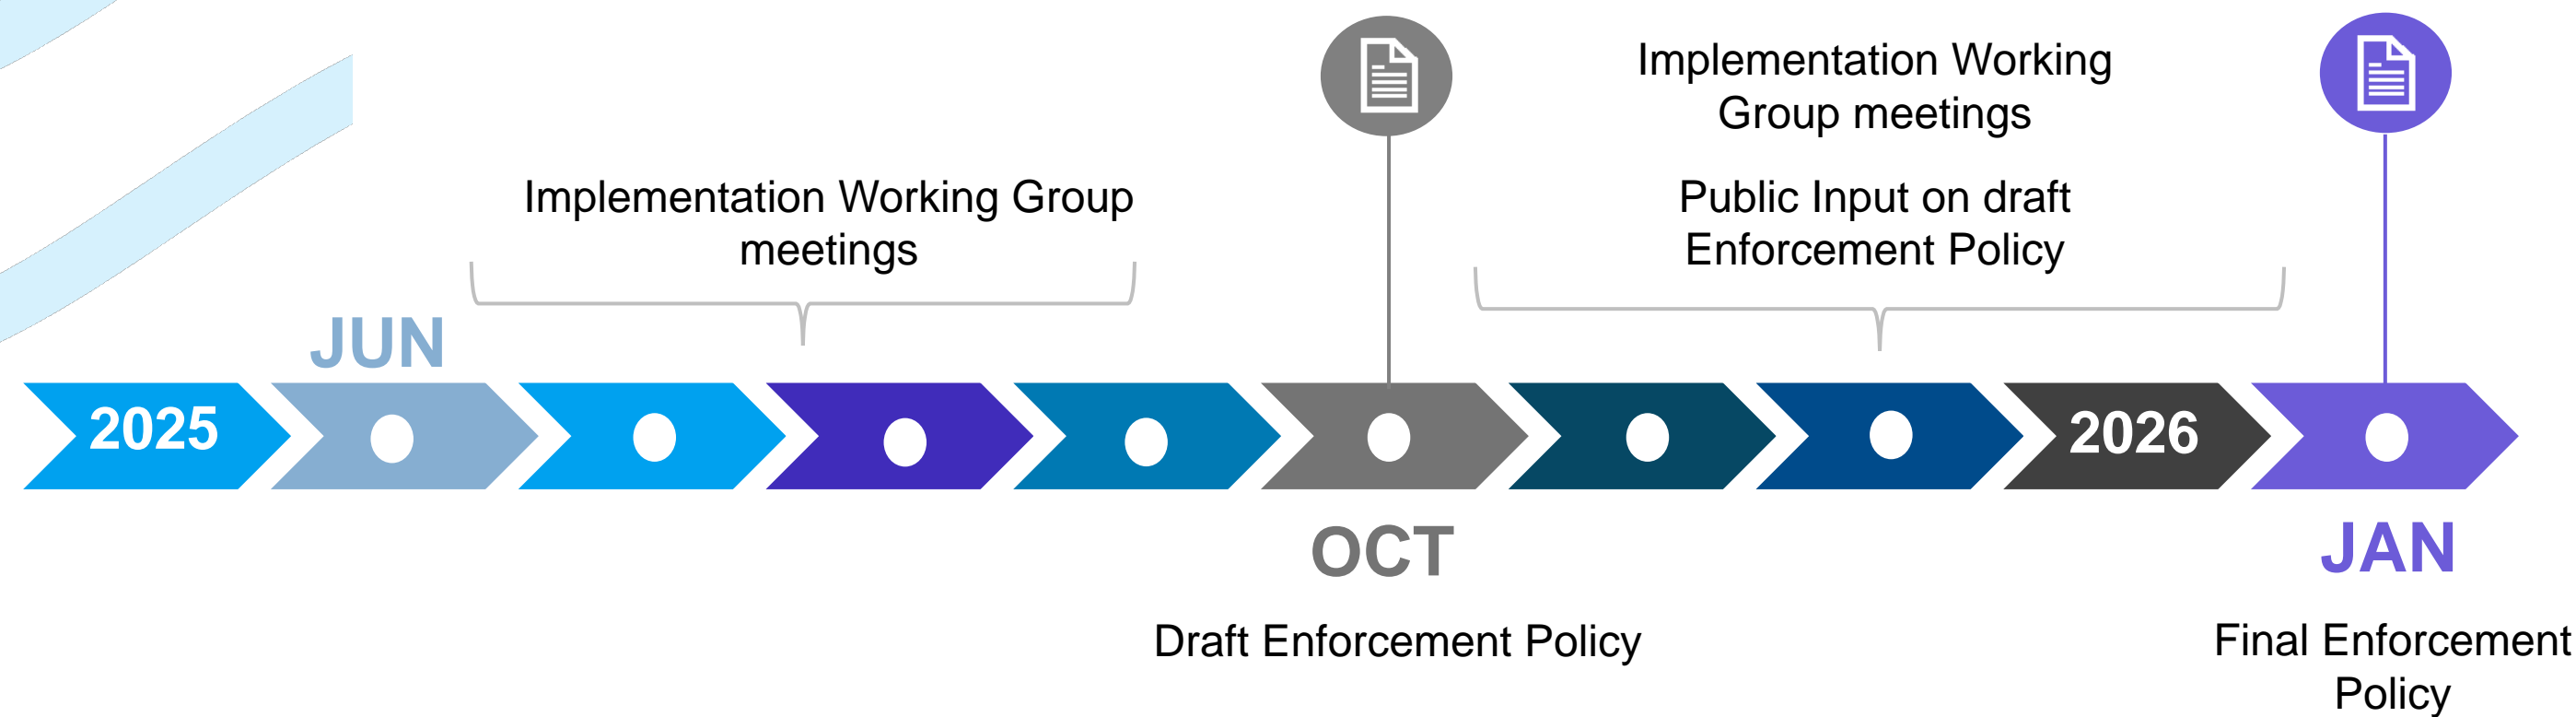 Implementation Working Group
meetings
Implementation Working
Group meetings
Public Input on draft
Enforcement Policy
JUN
2025
2026
OCT
Draft Enforcement Policy
JAN
Final Enforcement
Policy